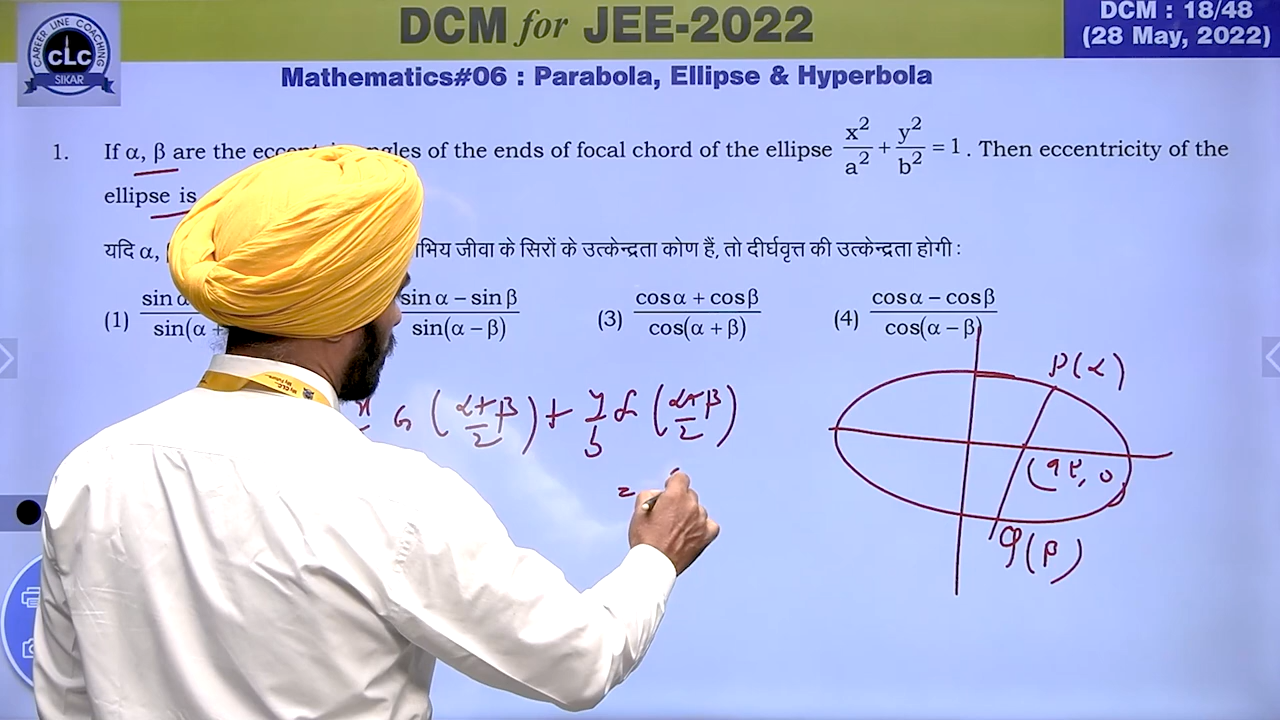 DCM for JEE-2022
DCM : 18/48
(28 May, 2022)
CAREER LINE COACHING
CLC
SIKAR
Mathematics#06 : Parabola, Ellipse & Hyperbola
1. If α, β are the angles of the ends of focal chord of the ellipse x²/a² + y²/b² = 1. Then eccentricity of the
ellipse is
यदि α, जीवा के सिरों के उत्केन्द्रता कोण हैं, तो दीर्घवृत्त की उत्केन्द्रता होगी :
(1) sin α / sin(α + sin α – sin β / sin(α – β) (3) cos α + cos β / cos(α + β) (4) cos α – cos β / cos(α – β)
P(α)
(α+β / 2) + y/b (α+β / 2)
(ae, 0
=
Q(β)